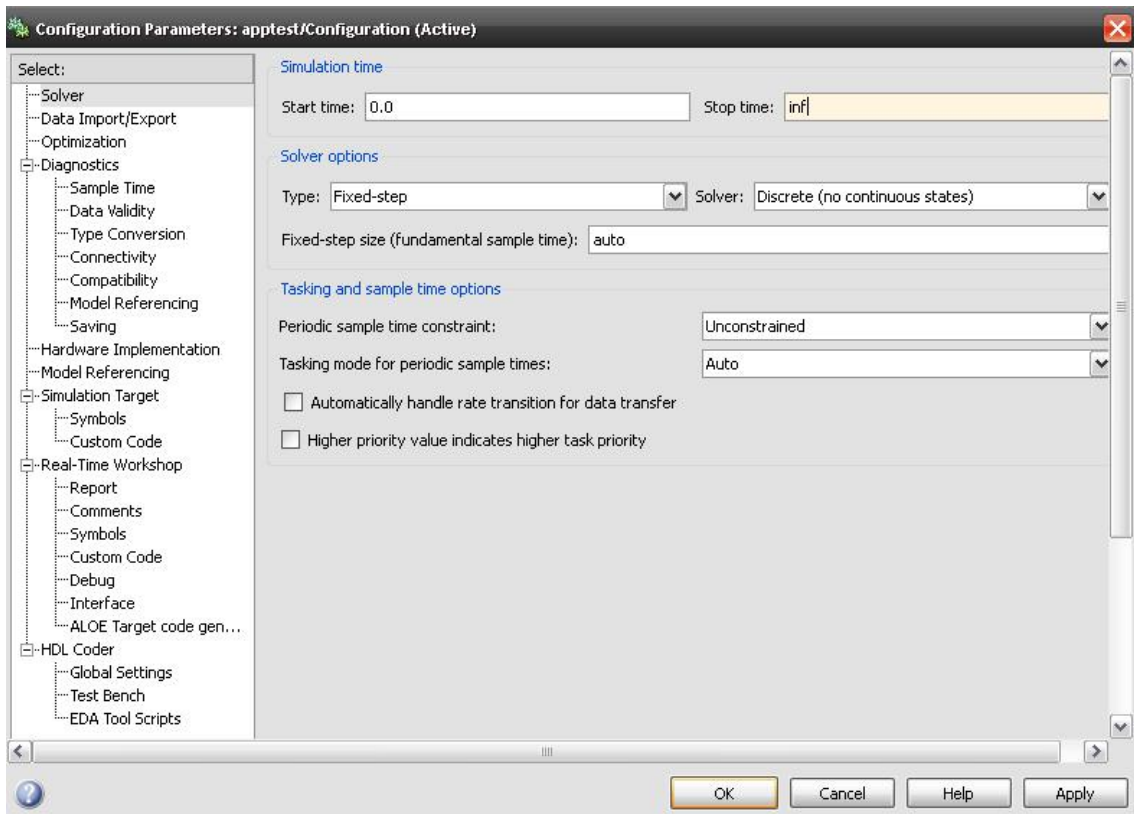 Configuration Parameters: apptest/Configuration (Active)
Select:
Solver
Data Import/Export
Optimization
Diagnostics
Sample Time
Data Validity
Type Conversion
Connectivity
Compatibility
Model Referencing
Saving
Hardware Implementation
Model Referencing
Simulation Target
Symbols
Custom Code
Real-Time Workshop
Report
Comments
Symbols
Custom Code
Debug
Interface
ALOE Target code gen...
HDL Coder
Global Settings
Test Bench
EDA Tool Scripts
Simulation time
Start time: 0.0 Stop time: inf
Solver options
Type: Fixed-step Solver: Discrete (no continuous states)
Fixed-step size (fundamental sample time): auto
Tasking and sample time options
Periodic sample time constraint: Unconstrained
Tasking mode for periodic sample times: Auto
Automatically handle rate transition for data transfer
Higher priority value indicates higher task priority
OK Cancel Help Apply